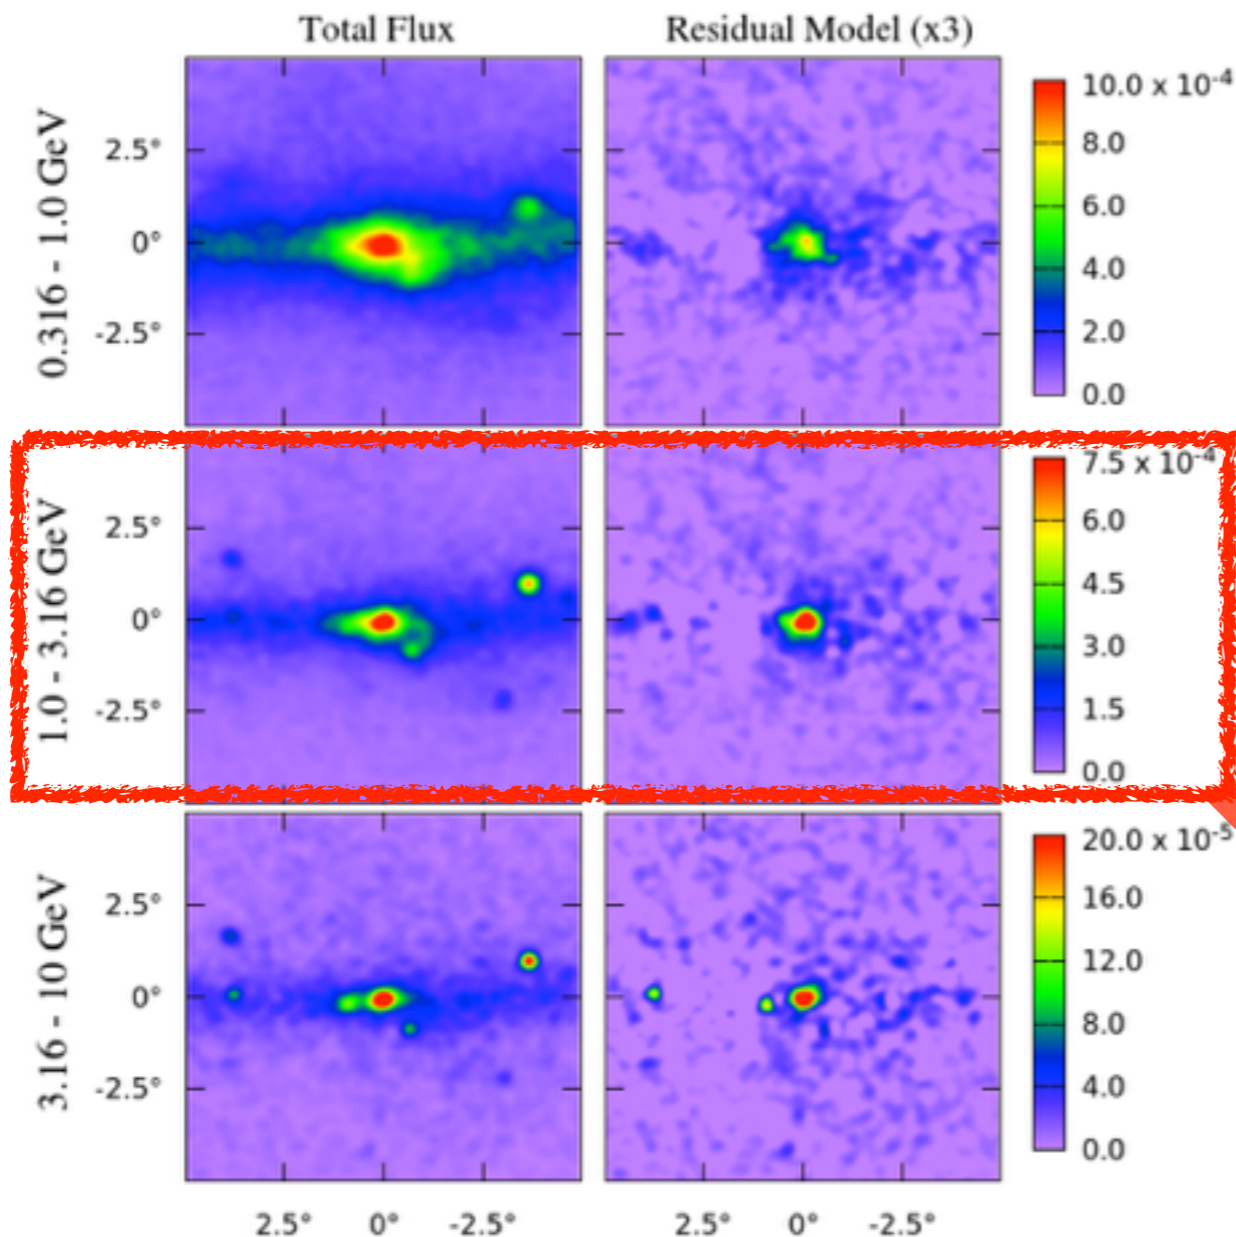 Total Flux
Residual Model (x3)
0.316 - 1.0 GeV
2.5°
0°
-2.5°
10.0 x 10-4
8.0
6.0
4.0
2.0
0.0
1.0 - 3.16 GeV
2.5°
0°
-2.5°
7.5 x 10-4
6.0
4.5
3.0
1.5
0.0
3.16 - 10 GeV
2.5°
0°
-2.5°
20.0 x 10-5
16.0
12.0
8.0
4.0
0.0
2.5° 0° -2.5°
2.5° 0° -2.5°